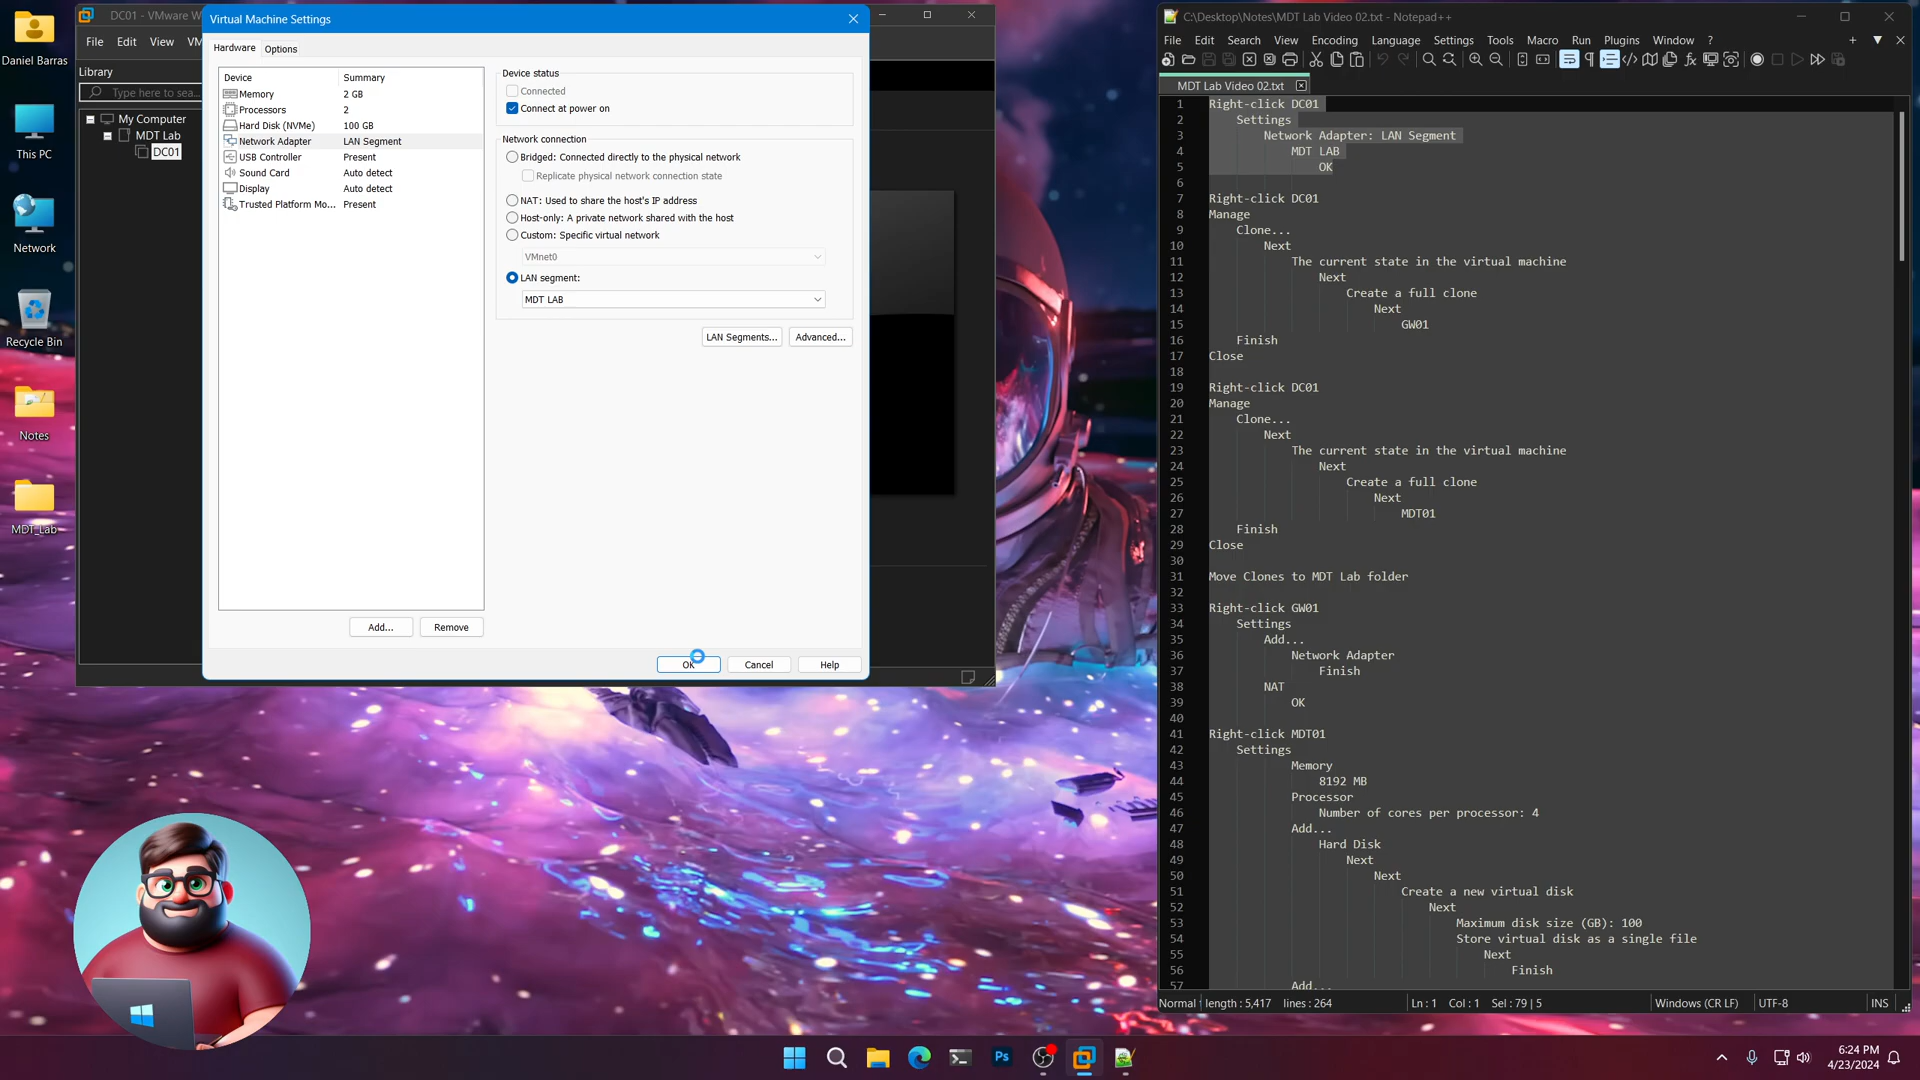 Daniel Barras
This PC
Network
Recycle Bin
Notes
MDT_Lab
DC01 - VMware W
File Edit View VM
Library
Type here to sea...
My Computer
MDT Lab
DC01
Virtual Machine Settings
Hardware Options
Device Summary
Memory 2 GB
Processors 2
Hard Disk (NVMe) 100 GB
Network Adapter LAN Segment
USB Controller Present
Sound Card Auto detect
Display Auto detect
Trusted Platform Mo... Present
Add... Remove
Device status
Connected
Connect at power on
Network connection
Bridged: Connected directly to the physical network
Replicate physical network connection state
NAT: Used to share the host's IP address
Host-only: A private network shared with the host
Custom: Specific virtual network
VMnet0
LAN segment:
MDT LAB
LAN Segments... Advanced...
OK Cancel Help
C:\Desktop\Notes\MDT Lab Video 02.txt - Notepad++
File Edit Search View Encoding Language Settings Tools Macro Run Plugins Window ?
MDT Lab Video 02.txt
1 Right-click DC01
2 Settings
3 Network Adapter: LAN Segment
4 MDT LAB
5 OK
6
7 Right-click DC01
8 Manage
9 Clone...
10 Next
11 The current state in the virtual machine
12 Next
13 Create a full clone
14 Next
15 GW01
16 Finish
17 Close
18
19 Right-click DC01
20 Manage
21 Clone...
22 Next
23 The current state in the virtual machine
24 Next
25 Create a full clone
26 Next
27 MDT01
28 Finish
29 Close
30
31 Move Clones to MDT Lab folder
32
33 Right-click GW01
34 Settings
35 Add...
36 Network Adapter
37 Finish
38 NAT
39 OK
40
41 Right-click MDT01
42 Settings
43 Memory
44 8192 MB
45 Processor
46 Number of cores per processor: 4
47 Add...
48 Hard Disk
49 Next
50 Next
51 Create a new virtual disk
52 Next
53 Maximum disk size (GB): 100
54 Store virtual disk as a single file
55 Next
56 Finish
57 Add...
Normal length : 5,417 lines : 264 Ln : 1 Col : 1 Sel : 79 | 5 Windows (CR LF) UTF-8 INS
Ps
6:24 PM
4/23/2024